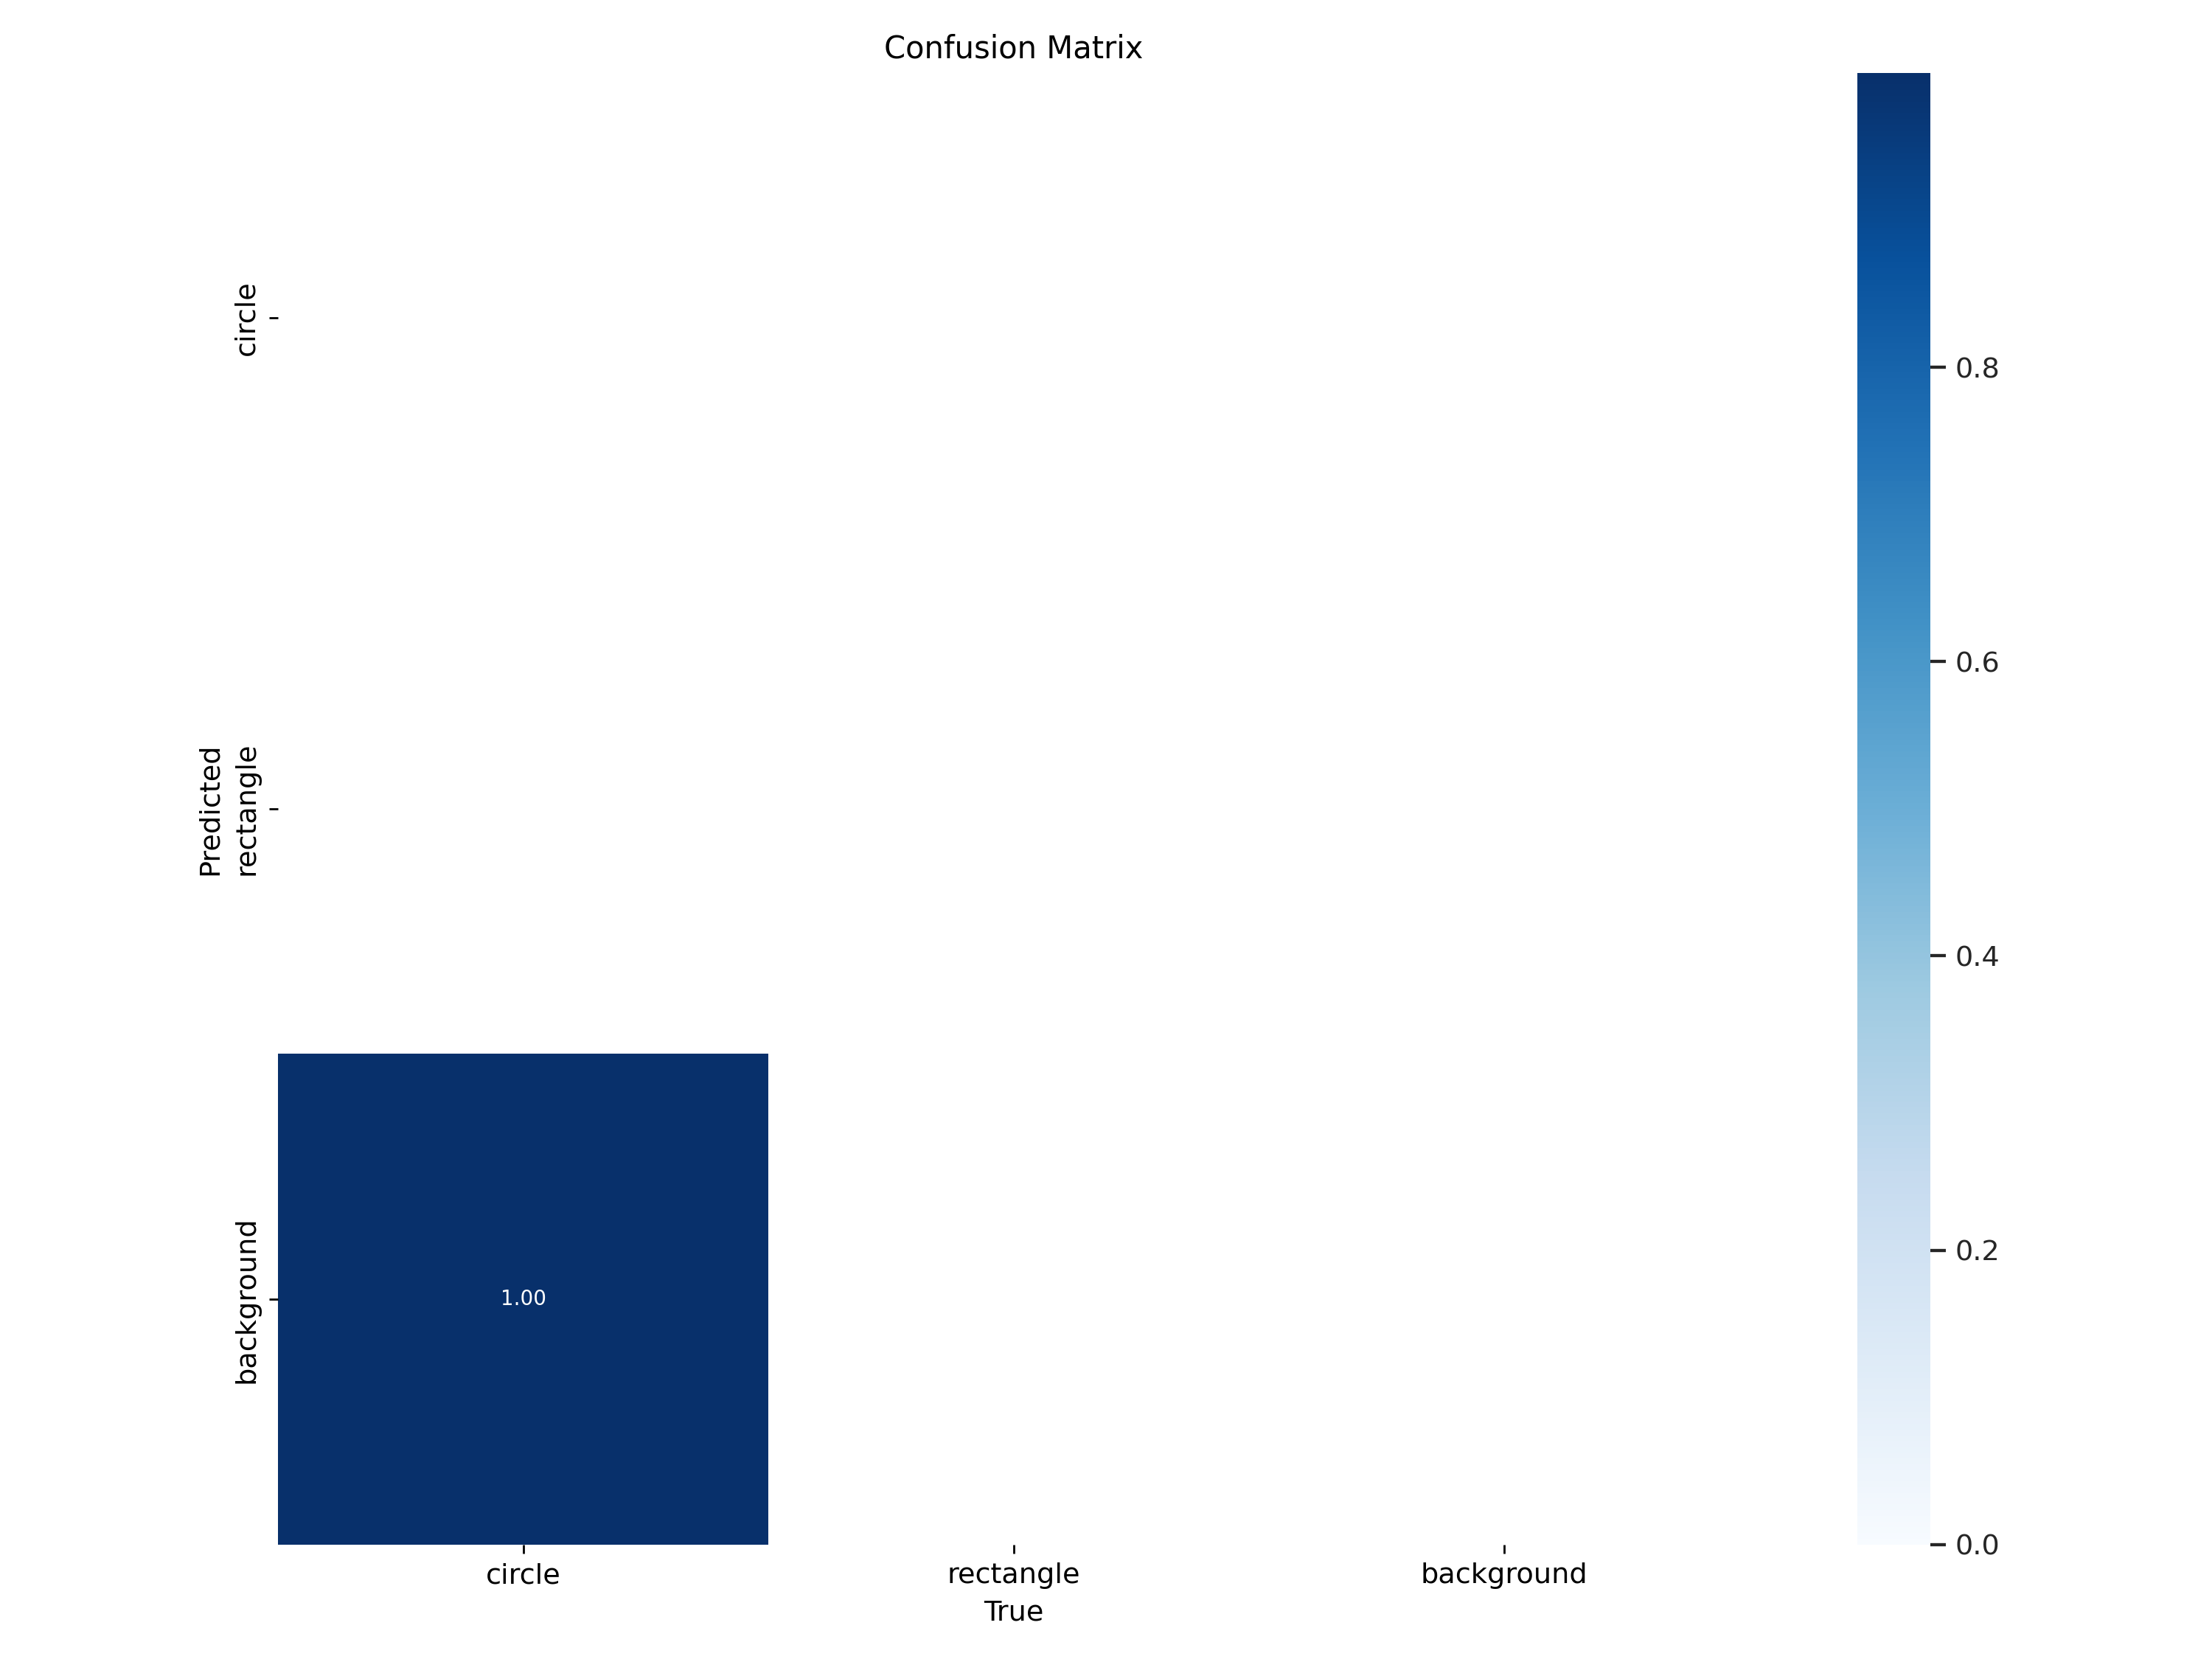 Confusion Matrix
circle
Predicted
rectangle
background
1.00
circle
rectangle
background
True
0.8
0.6
0.4
0.2
0.0